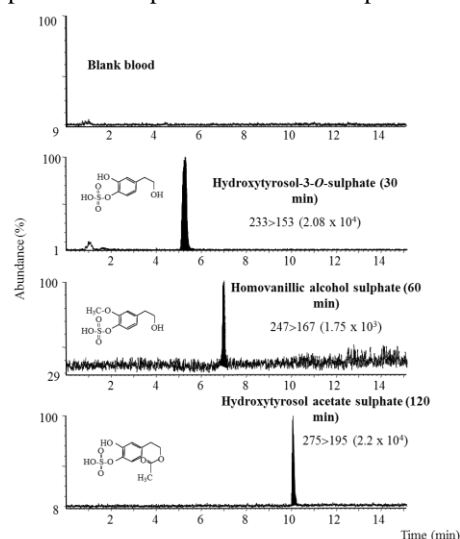 100
Blank blood
9
2 4 6 8 10 12 14
100
HO
HO-S-O
O
O
OH
Hydroxytyrosol-3-O-sulphate (30
min)
233>153 (2.08 x 10⁴)
1
2 4 6 8 10 12 14
Abundance (%)
100
H₃C-O
HO-S-O
O
O
OH
Homovanillic alcohol sulphate (60
min)
247>167 (1.75 x 10³)
29
2 4 6 8 10 12 14
100
HO
HO-S-O
O
O
O
O
H₃C
Hydroxytyrosol acetate sulphate (120
min)
275>195 (2.2 x 10⁴)
8
2 4 6 8 10 12 14
Time (min)